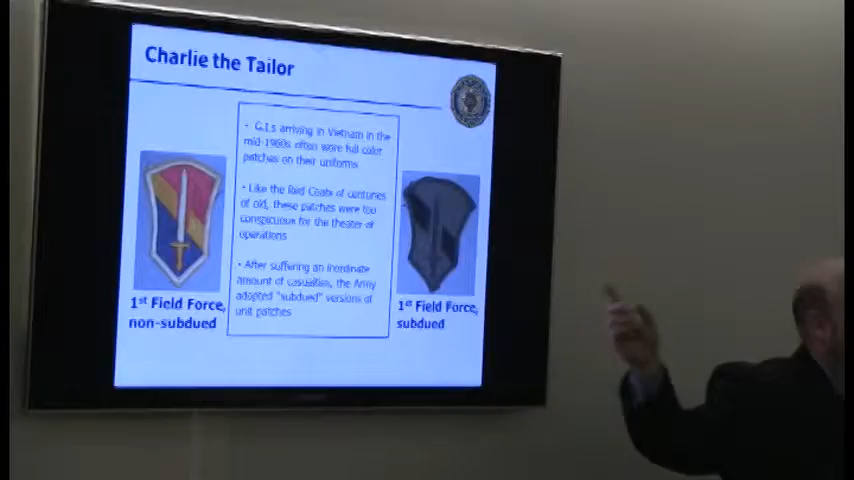 Charlie the Tailor
• G.I.s arriving in Vietnam in the
mid-1960s often wore full color
patches on their uniforms
• Like the Red Coats of centuries
of old, these patches were too
conspicuous for the theater of
operations
• After suffering an inordinate
amount of casualties, the Army
adopted "subdued" versions of
unit patches
1st Field Force,
non-subdued
1st Field Force,
subdued